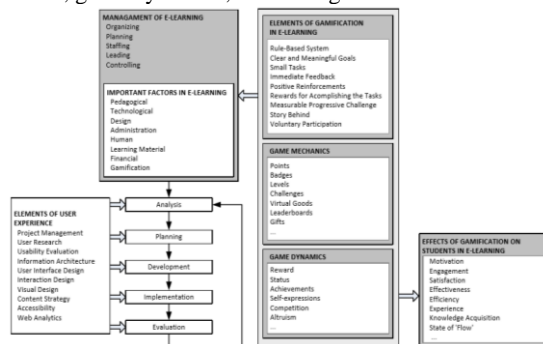 MANAGAMENT OF E-LEARNING
Organizing
Planning
Staffing
Leading
Controlling
IMPORTANT FACTORS IN E-LEARNING
Pedagogical
Technological
Design
Administration
Human
Learning Material
Financial
Gamification
ELEMENTS OF USER
EXPERIENCE
Project Management
User Research
Usability Evaluation
Information Architecture
User Interface Design
Interaction Design
Visual Design
Content Strategy
Accessibility
Web Analytics
Analysis
Planning
Development
Implementation
Evaluation
ELEMENTS OF GAMIFICATION
IN E-LEARNING
Rule-Based System
Clear and Meaningful Goals
Small Tasks
Immediate Feedback
Positive Reinforcements
Rewards for Acomplishing the Tasks
Measurable Progressive Challenge
Story Behind
Voluntary Participation
GAME MECHANICS
Points
Badges
Levels
Challenges
Virtual Goods
Leaderboards
Gifts
...
GAME DYNAMICS
Reward
Status
Achievements
Self-expressions
Competition
Altruism
...
EFFECTS OF GAMIFICATION ON
STUDENTS IN E-LEARNING
Motivation
Engagement
Satisfaction
Effectiveness
Efficiency
Experience
Knowledge Acquisition
State of 'Flow'
...